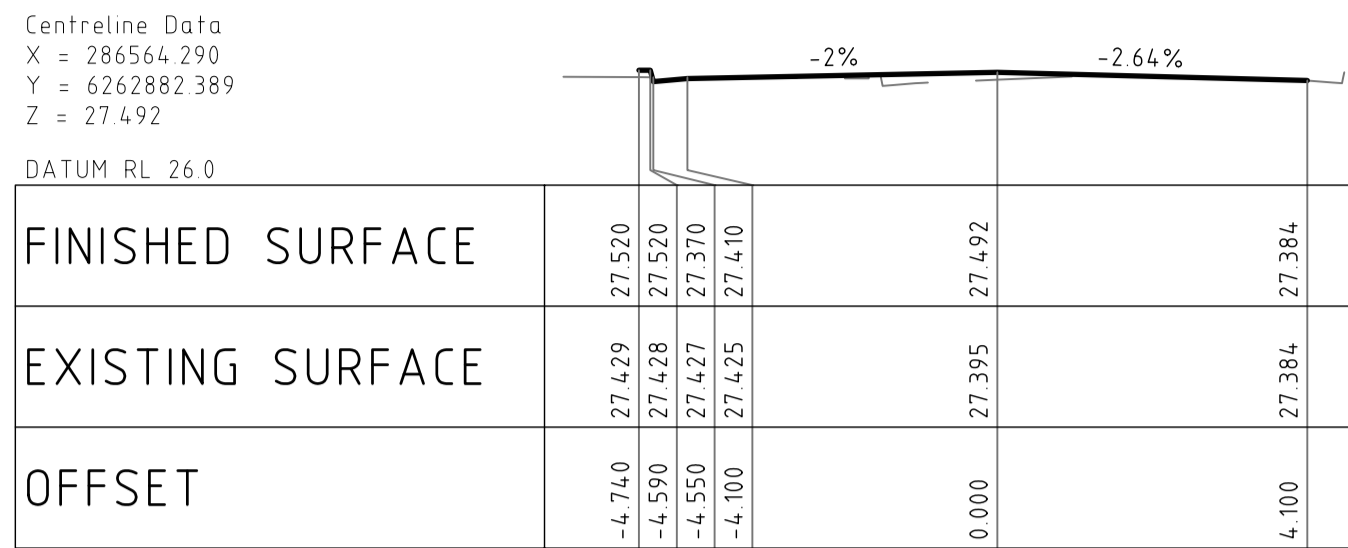 Centreline Data
X = 286564.290
Y = 6262882.389
Z = 27.492
DATUM RL 26.0
-2%
-2.64%
FINISHED SURFACE 27.520 27.520 27.370 27.410 27.492 27.384
EXISTING SURFACE 27.429 27.428 27.427 27.425 27.395 27.384
OFFSET -4.740 -4.590 -4.550 -4.100 0.000 4.100